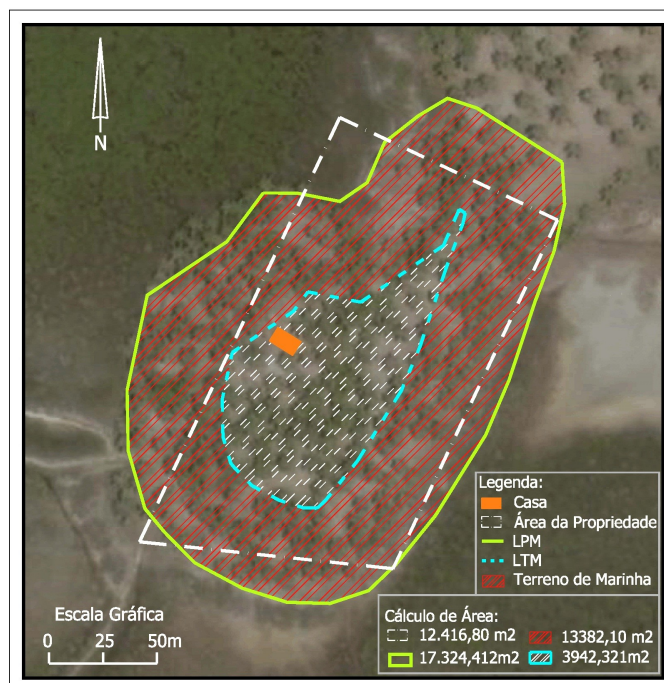 N
Legenda:
Casa
Área da Propriedade
LPM
LTM
Terreno de Marinha
Escala Gráfica
0 25 50m
Cálculo de Área:
12.416,80 m2 13382,10 m2
17.324,412m2 3942,321m2